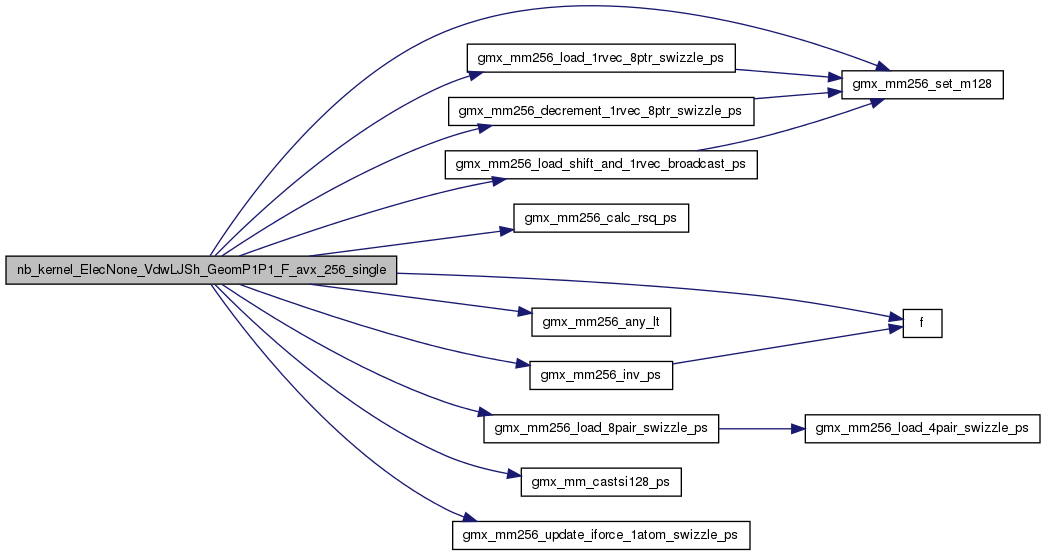 gmx_mm256_load_1rvec_8ptr_swizzle_ps
gmx_mm256_set_m128
gmx_mm256_decrement_1rvec_8ptr_swizzle_ps
gmx_mm256_load_shift_and_1rvec_broadcast_ps
gmx_mm256_calc_rsq_ps
nb_kernel_ElecNone_VdwLJSh_GeomP1P1_F_avx_256_single
gmx_mm256_any_lt
f
gmx_mm256_inv_ps
gmx_mm256_load_8pair_swizzle_ps
gmx_mm256_load_4pair_swizzle_ps
gmx_mm_castsi128_ps
gmx_mm256_update_iforce_1atom_swizzle_ps